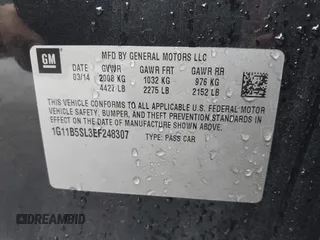 GM
MFD BY GENERAL MOTORS LLC
DATE GVWR GAWR FRT GAWR RR
03/14 2008 KG 1032 KG 976 KG
4427 LB 2275 LB 2152 LB
THIS VEHICLE CONFORMS TO ALL APPLICABLE U.S. FEDERAL MOTOR
VEHICLE SAFETY, BUMPER, AND THEFT PREVENTION STANDARDS
IN EFFECT ON THE DATE OF MANUFACTURE SHOWN ABOVE.
1G11B5SL3EF248307 TYPE: PASS CAR
DREAMBID